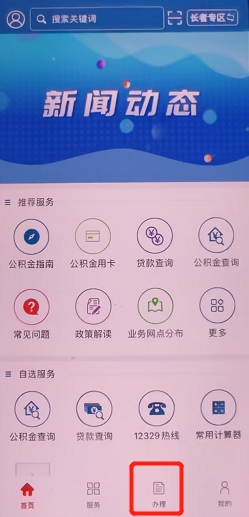 搜索关键词
长者专区
新闻动态
推荐服务
公积金指南 公积金用卡 贷款查询 公积金查询
常见问题 政策解读 业务网点分布 更多
自选服务
公积金查询 贷款查询 12329热线 常用计算器
首页 服务 办理 我的